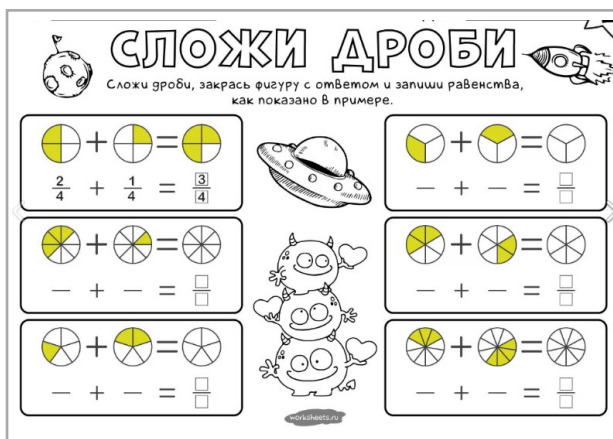 СЛОЖИ ДРОБИ
Сложи дроби, закрась фигуру с ответом и запиши равенства,
как показано в примере.
+ =
2/4 + 1/4 = 3/4
+ =
— + — = □/□
+ =
— + — = □/□
+ =
— + — = □/□
+ =
— + — = □/□
+ =
— + — = □/□
worksheets.ru